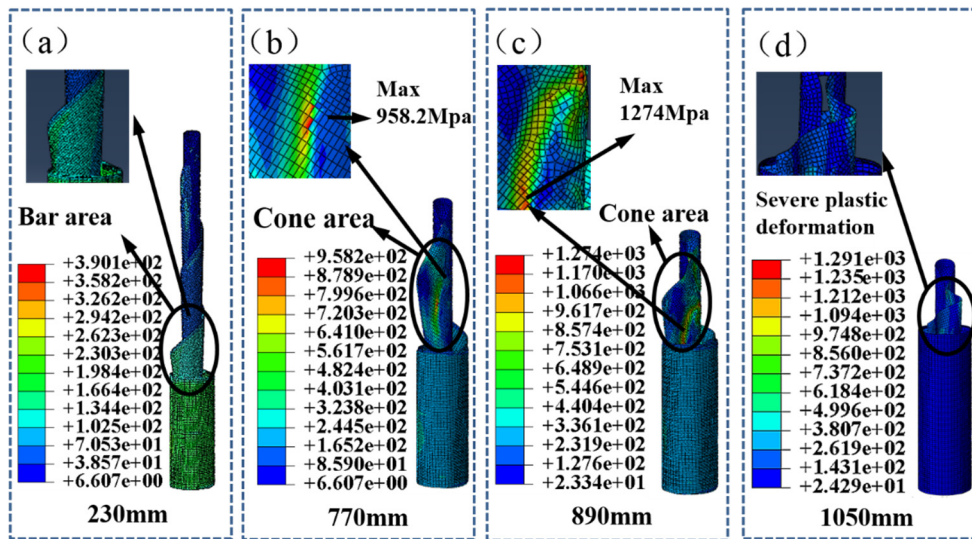 (a)
Bar area
+3.901e+02
+3.582e+02
+3.262e+02
+2.942e+02
+2.623e+02
+2.303e+02
+1.984e+02
+1.664e+02
+1.344e+02
+1.025e+02
+7.053e+01
+3.857e+01
+6.607e+00
230mm
(b)
Max
958.2Mpa
Cone area
+9.582e+02
+8.789e+02
+7.996e+02
+7.203e+02
+6.410e+02
+5.617e+02
+4.824e+02
+4.031e+02
+3.238e+02
+2.445e+02
+1.652e+02
+8.590e+01
+6.607e+00
770mm
(c)
Max
1274Mpa
Cone area
+1.274e+03
+1.170e+03
+1.066e+03
+9.617e+02
+8.574e+02
+7.531e+02
+6.489e+02
+5.446e+02
+4.404e+02
+3.361e+02
+2.319e+02
+1.276e+02
+2.334e+01
890mm
(d)
Severe plastic
deformation
+1.291e+03
+1.235e+03
+1.212e+03
+1.094e+03
+9.748e+02
+8.560e+02
+7.372e+02
+6.184e+02
+4.996e+02
+3.807e+02
+2.619e+02
+1.431e+02
+2.429e+01
1050mm